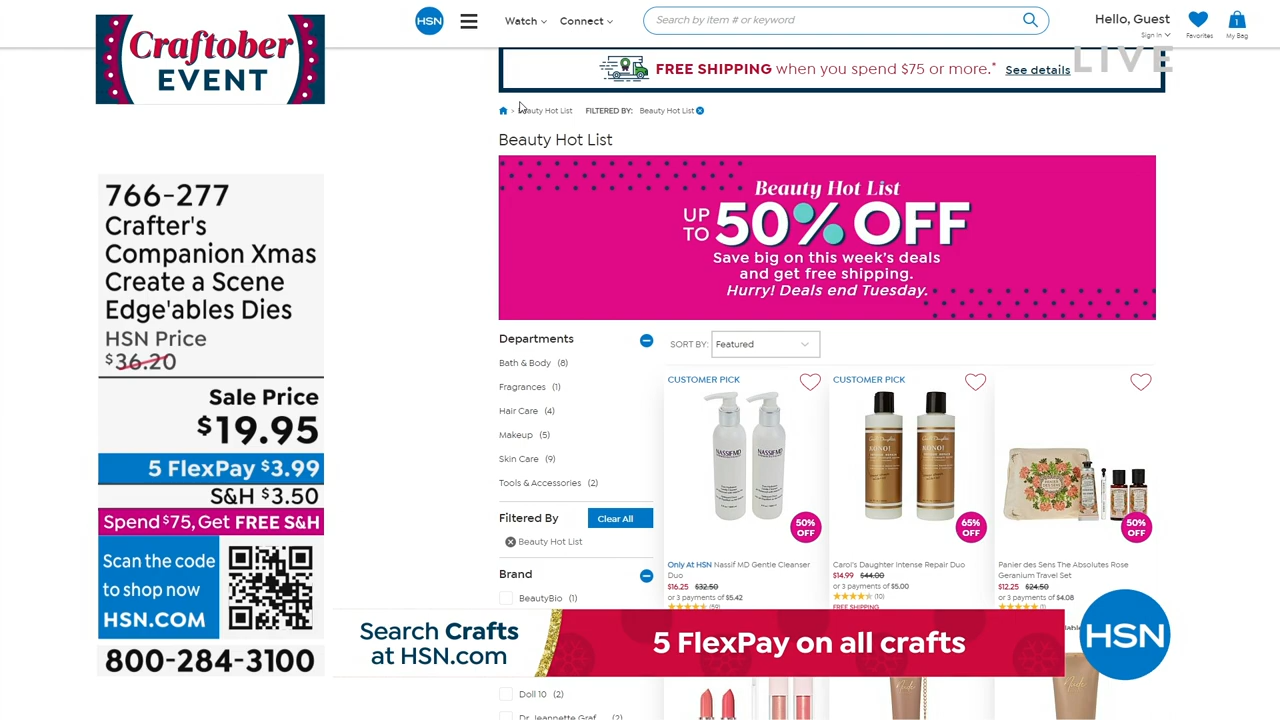 Craftober
EVENT
766-277
Crafter's
Companion Xmas
Create a Scene
Edge'ables Dies
HSN Price
$36.20
Sale Price
$19.95
5 FlexPay $3.99
S&H $3.50
Spend $75, Get FREE S&H
Scan the code
to shop now
HSN.COM
800-284-3100
HSN
Watch
Connect
Search by item # or keyword
Hello, Guest
Sign in
Favorites
1
My Bag
LIVE
FREE SHIPPING when you spend $75 or more.* See details
> Beauty Hot List FILTERED BY: Beauty Hot List
Beauty Hot List
Beauty Hot List
UP TO 50% OFF
Save big on this week's deals
and get free shipping.
Hurry! Deals end Tuesday.
Departments
Bath & Body (8)
Fragrances (1)
Hair Care (4)
Makeup (5)
Skin Care (9)
Tools & Accessories (2)
Filtered By Clear All
Beauty Hot List
Brand
BeautyBio (1)
Doll 10 (2)
Dr. Jeannette Graf (2)
SORT BY: Featured
CUSTOMER PICK
NASSIFMD NASSIFMD
50% OFF
Only At HSN Nassif MD Gentle Cleanser
Duo
$16.25 $32.50
or 3 payments of $5.42
(59)
CUSTOMER PICK
65% OFF
Carol's Daughter Intense Repair Duo
$14.99 $44.00
or 3 payments of $5.00
(10)
FREE SHIPPING
50% OFF
Panier des Sens The Absolutes Rose
Geranium Travel Set
$12.25 $24.50
or 3 payments of $4.08
(1)
Search Crafts
at HSN.com
5 FlexPay on all crafts
HSN